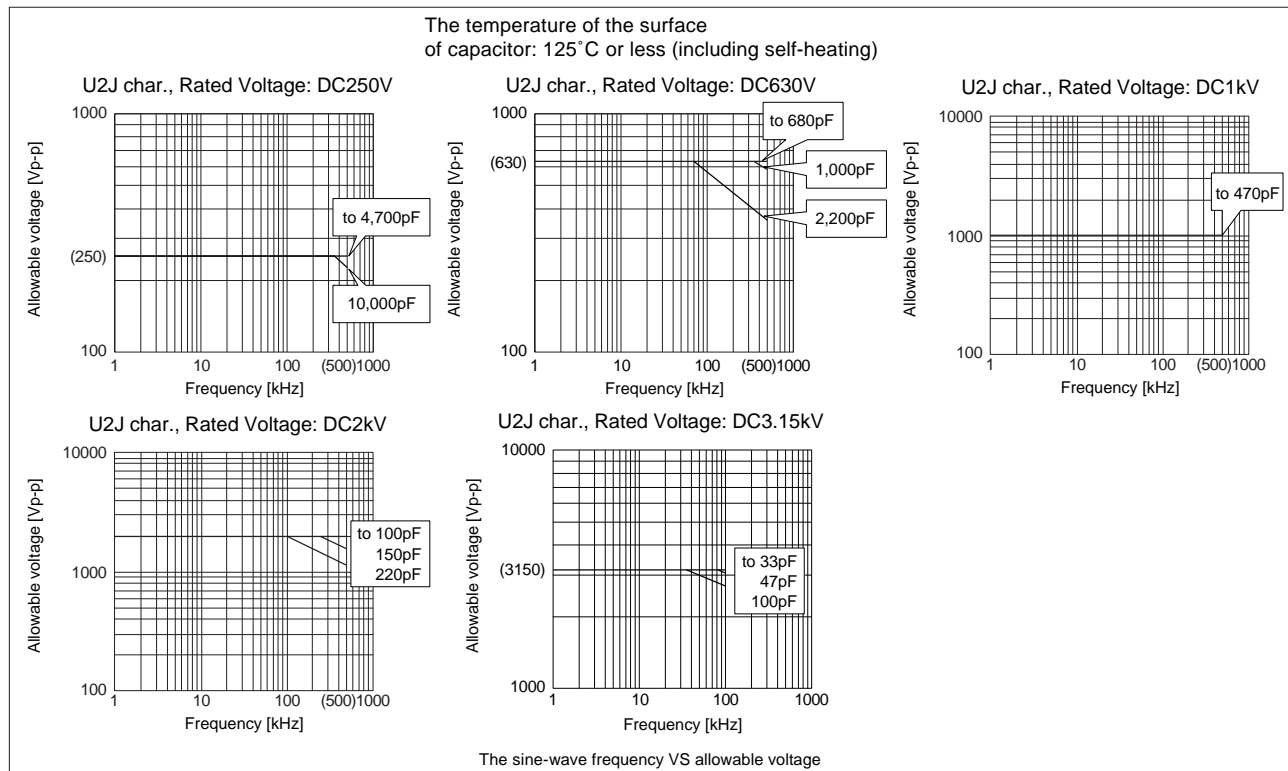 The temperature of the surface
of capacitor: 125˚C or less (including self-heating)
U2J char., Rated Voltage: DC250V
Allowable voltage [Vp-p]
1000
(250)
100
to 4,700pF
10,000pF
1
10
100
(500)1000
Frequency [kHz]
U2J char., Rated Voltage: DC630V
Allowable voltage [Vp-p]
1000
(630)
100
to 680pF
1,000pF
2,200pF
1
10
100
(500)1000
Frequency [kHz]
U2J char., Rated Voltage: DC1kV
Allowable voltage [Vp-p]
10000
1000
100
to 470pF
1
10
100
(500)1000
Frequency [kHz]
U2J char., Rated Voltage: DC2kV
Allowable voltage [Vp-p]
10000
1000
100
to 100pF
150pF
220pF
1
10
100
(500)1000
Frequency [kHz]
U2J char., Rated Voltage: DC3.15kV
Allowable voltage [Vp-p]
10000
(3150)
1000
to 33pF
47pF
100pF
1
10
100
1000
Frequency [kHz]
The sine-wave frequency VS allowable voltage